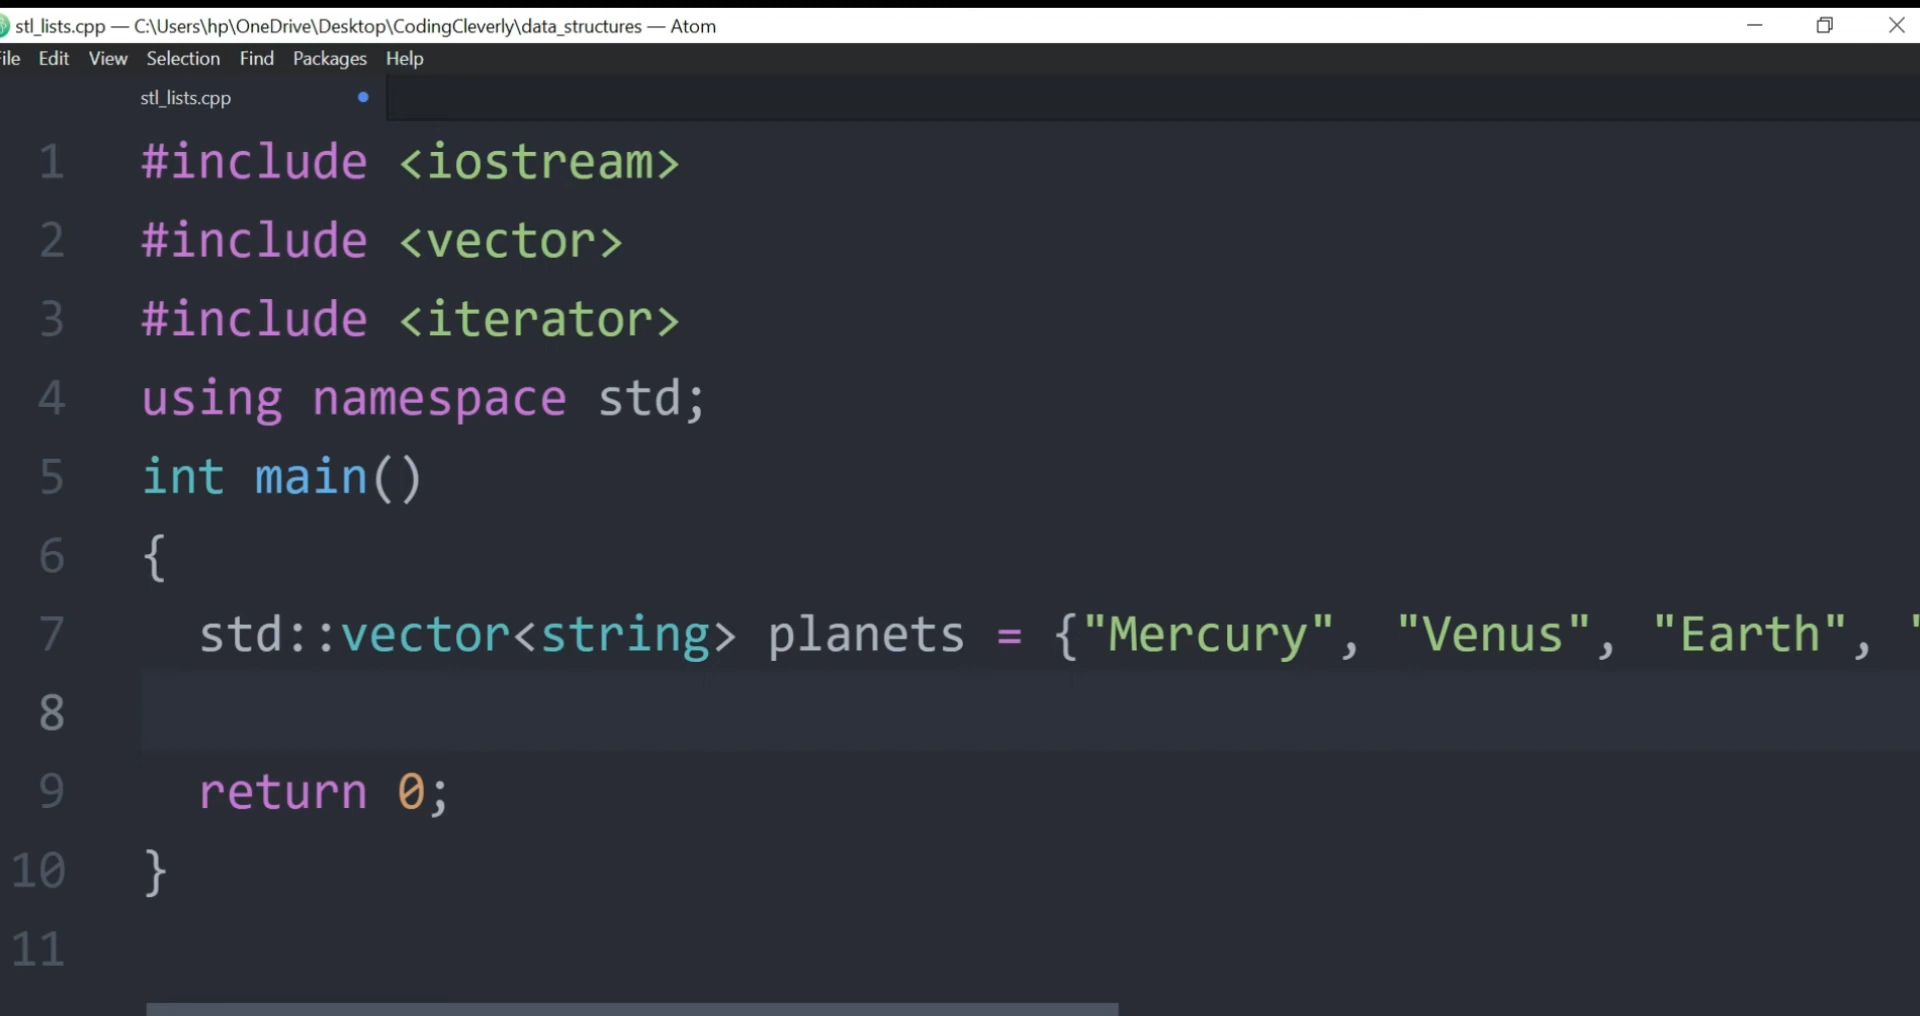 stl_lists.cpp — C:\Users\hp\OneDrive\Desktop\CodingCleverly\data_structures — Atom
ile Edit View Selection Find Packages Help
stl_lists.cpp
1 #include <iostream>
2 #include <vector>
3 #include <iterator>
4 using namespace std;
5 int main()
6 {
7 std::vector<string> planets = {"Mercury", "Venus", "Earth", "
8
9 return 0;
10 }
11